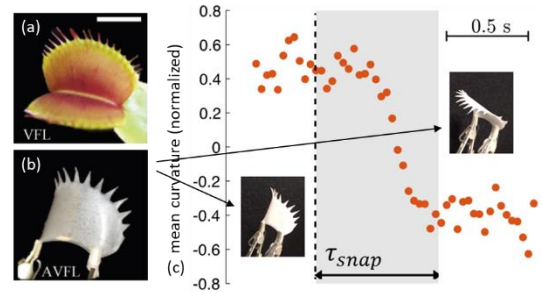 (a)
VFL
(b)
AVFL
(c)
mean curvature (normalized)
0.8
0.6
0.4
0.2
0
-0.2
-0.4
-0.6
-0.8
0.5 s
τsnap